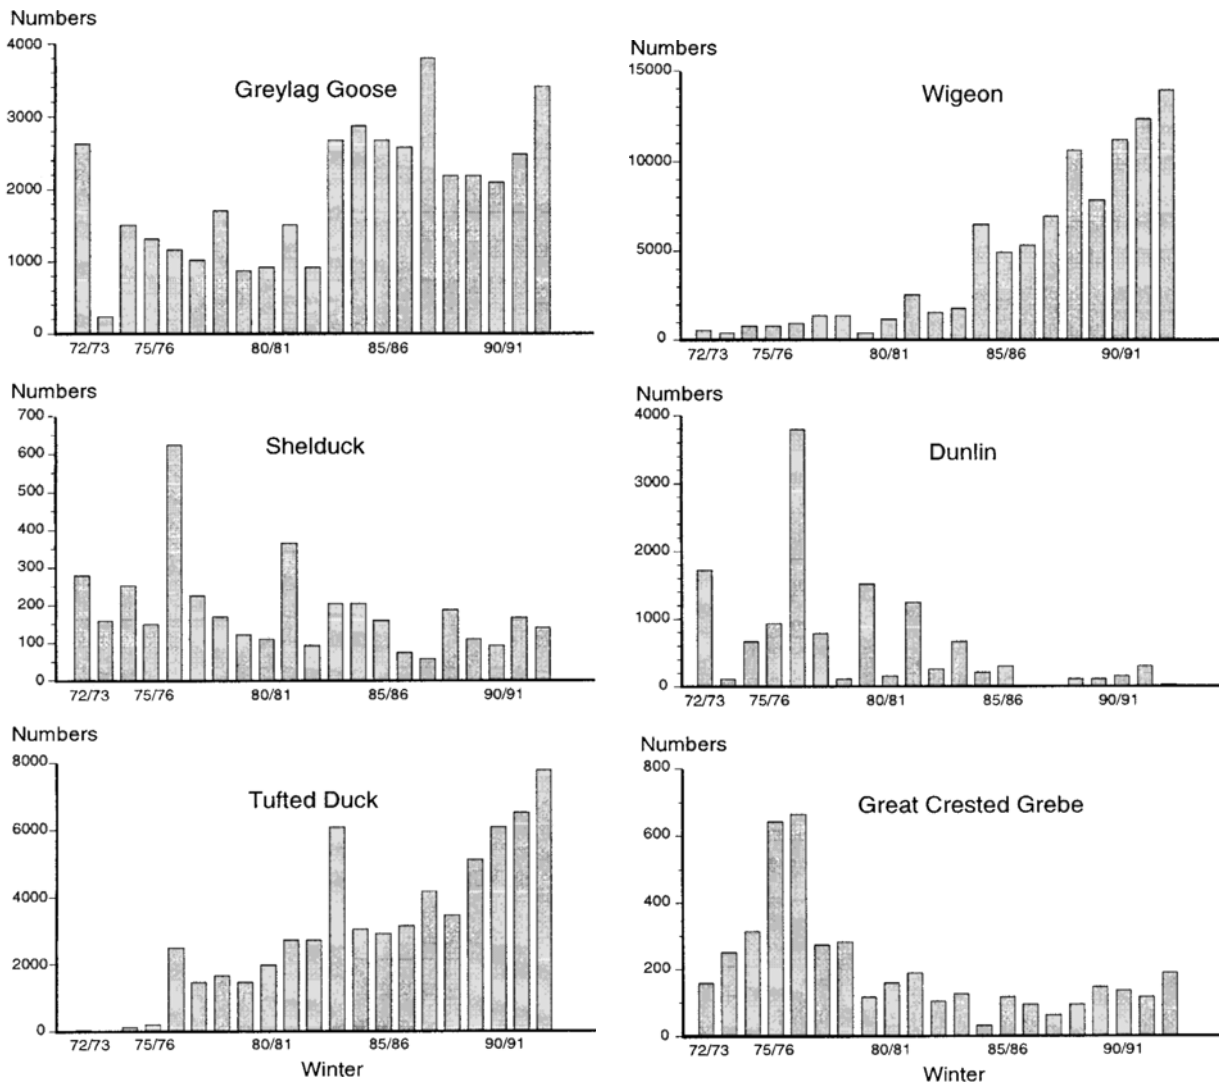 Numbers
4000
3000
2000
1000
0
Greylag Goose
72/73 75/76 80/81 85/86 90/91
Numbers
15000
10000
5000
0
Wigeon
72/73 75/76 80/81 85/86 90/91
Numbers
700
600
500
400
300
200
100
0
Shelduck
72/73 75/76 80/81 85/86 90/91
Numbers
4000
3000
2000
1000
0
Dunlin
72/73 75/76 80/81 85/86 90/91
Numbers
8000
6000
4000
2000
0
Tufted Duck
72/73 75/76 80/81 85/86 90/91
Winter
Numbers
800
600
400
200
0
Great Crested Grebe
72/73 75/76 80/81 85/86 90/91
Winter